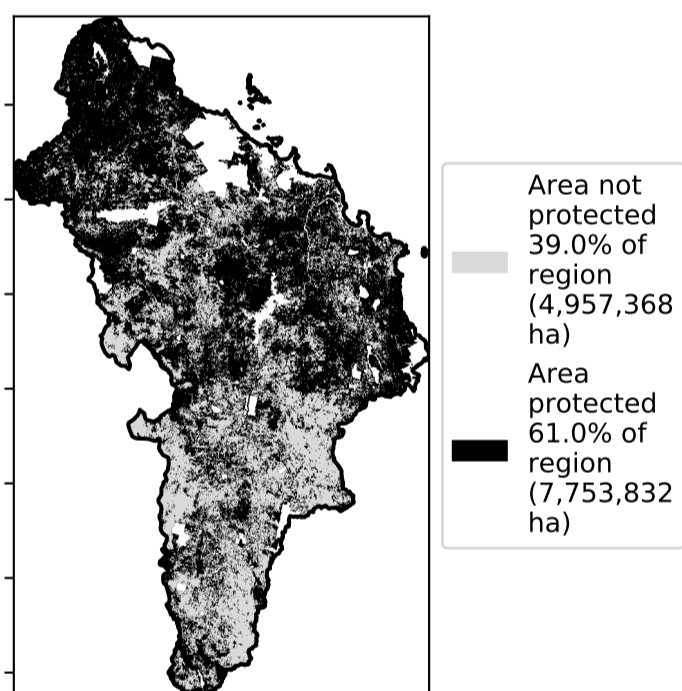 Area not
protected
39.0% of
region
(4,957,368
ha)
Area
protected
61.0% of
region
(7,753,832
ha)